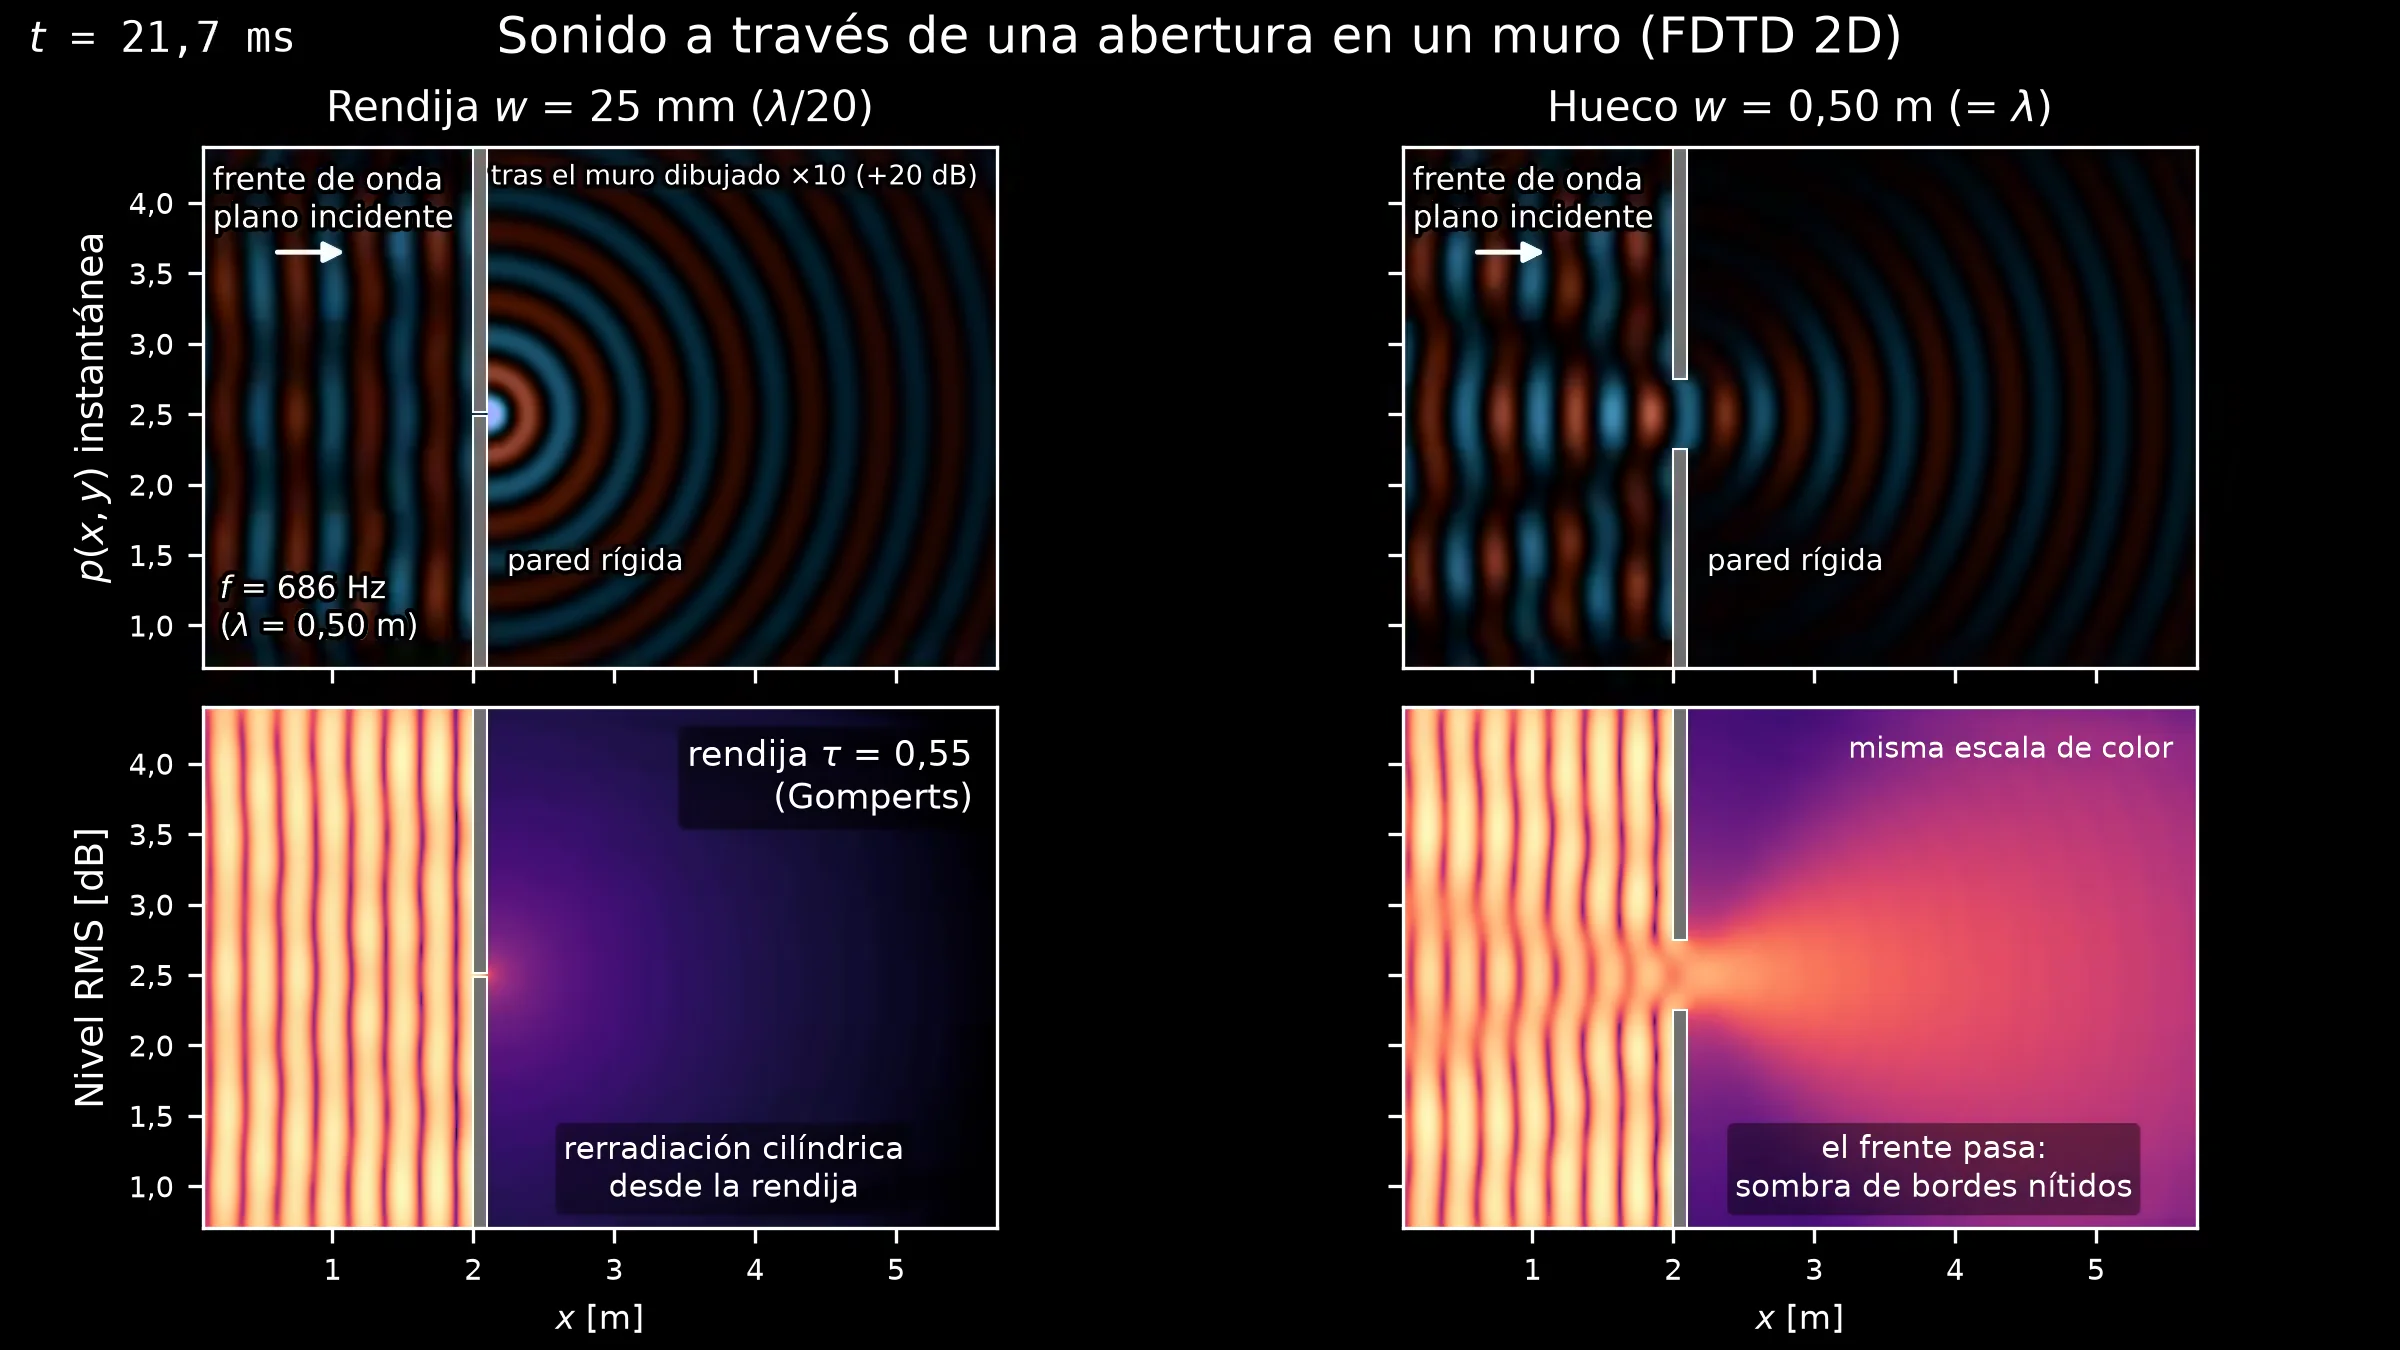 t = 21,7 ms
Sonido a través de una abertura en un muro (FDTD 2D)
Rendija w = 25 mm (λ/20)
Hueco w = 0,50 m (= λ)
p(x, y) instantánea
4,0
3,5
3,0
2,5
2,0
1,5
1,0
frente de onda
plano incidente
tras el muro dibujado ×10 (+20 dB)
pared rígida
f = 686 Hz
(λ = 0,50 m)
frente de onda
plano incidente
pared rígida
Nivel RMS [dB]
4,0
3,5
3,0
2,5
2,0
1,5
1,0
rendija τ = 0,55
(Gomperts)
rerradiación cilíndrica
desde la rendija
1
2
3
4
5
x [m]
misma escala de color
el frente pasa:
sombra de bordes nítidos
1
2
3
4
5
x [m]